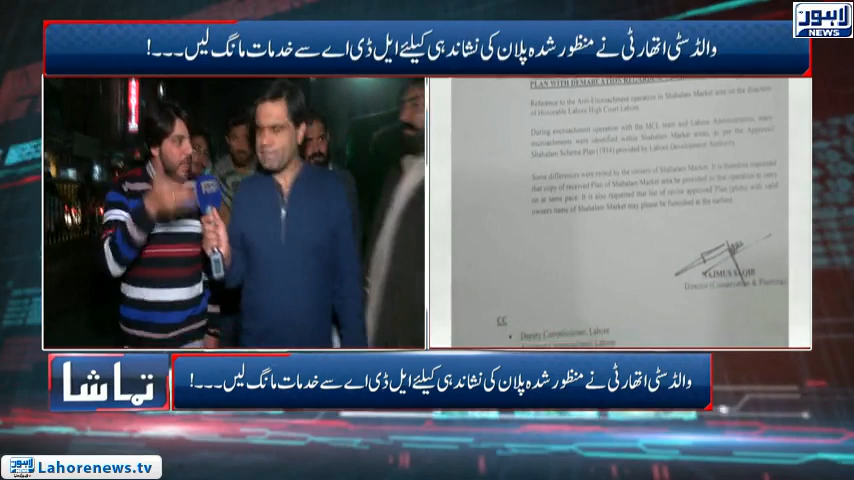 لاہور
NEWS
والڈ سٹی اتھارٹی نے منظور شدہ پلان کی نشاندہی کیلئے ایل ڈی اے سے خدمات مانگ لیں۔۔۔!
PLAN WITH DEMARCATION
Reference to the Anti-Encroachment operation in Shahalam Market area on the direction
of Honorable Lahore High Court Lahore.
During encroachment operation with the MCL team and Lahore Administration, many
encroachments were identified within Shahalam Market areas, as per the Approved
Shahalam Scheme Plan (1954) provided by Lahore Development Authority.
Some differences were raised by the owners of Shahalam Market. It is therefore requested
that copy of received Plan of Shahalam Market area be provided so that operation to carry
on at same pace. It is also requested that list of revise approved Plan (plots) with valid
owners name of Shahalam Market may please be furnished at the earliest.
NAJMUS SAQIB
Director (Conservation & Planning)
CC
Deputy Commissioner, Lahore
تماشا
والڈ سٹی اتھارٹی نے منظور شدہ پلان کی نشاندہی کیلئے ایل ڈی اے سے خدمات مانگ لیں۔۔۔!
لاہور
Lahorenews.tv